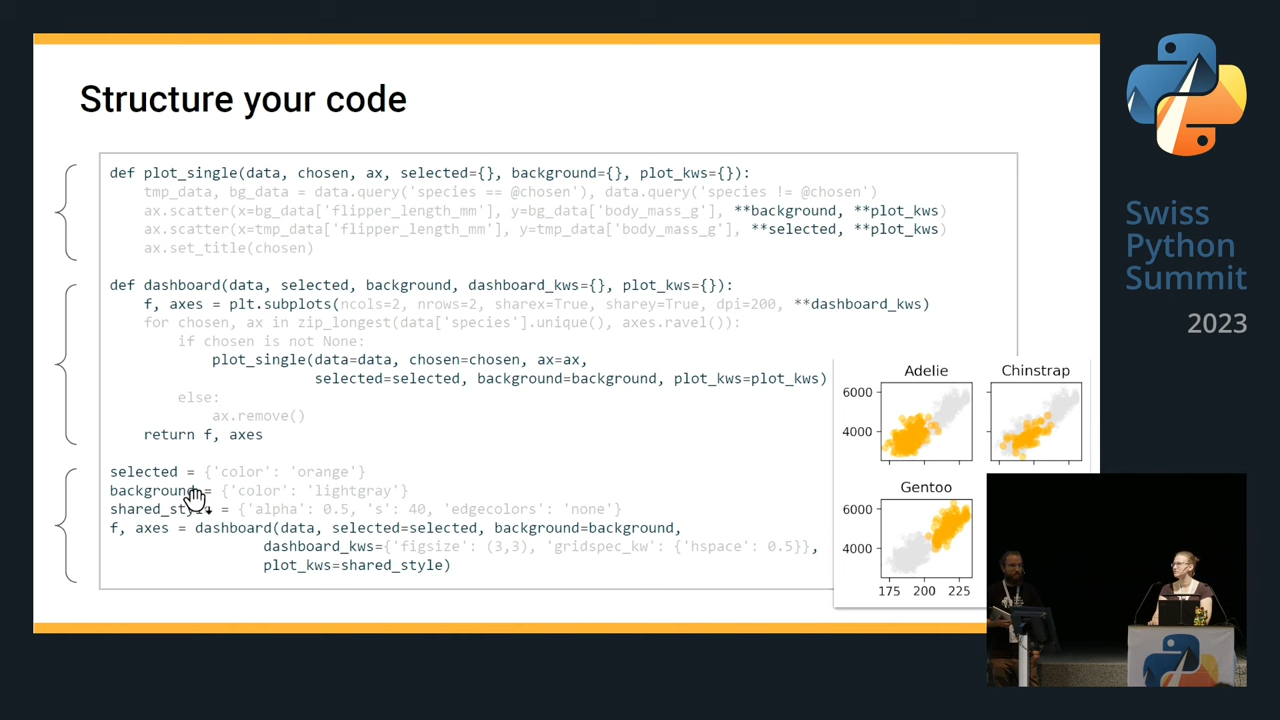 Structure your code
def plot_single(data, chosen, ax, selected={}, background={}, plot_kws={}):
tmp_data, bg_data = data.query('species == @chosen'), data.query('species != @chosen')
ax.scatter(x=bg_data['flipper_length_mm'], y=bg_data['body_mass_g'], **background, **plot_kws)
ax.scatter(x=tmp_data['flipper_length_mm'], y=tmp_data['body_mass_g'], **selected, **plot_kws)
ax.set_title(chosen)
def dashboard(data, selected, background, dashboard_kws={}, plot_kws={}):
f, axes = plt.subplots(ncols=2, nrows=2, sharex=True, sharey=True, dpi=200, **dashboard_kws)
for chosen, ax in zip_longest(data['species'].unique(), axes.ravel()):
if chosen is not None:
plot_single(data=data, chosen=chosen, ax=ax,
selected=selected, background=background, plot_kws=plot_kws)
else:
ax.remove()
return f, axes
selected = {'color': 'orange'}
background = {'color': 'lightgray'}
shared_style = {'alpha': 0.5, 's': 40, 'edgecolors': 'none'}
f, axes = dashboard(data, selected=selected, background=background,
dashboard_kws={'figsize': (3,3), 'gridspec_kw': {'hspace': 0.5}},
plot_kws=shared_style)
Adelie
Chinstrap
6000
4000
Gentoo
6000
4000
175 200 225
Swiss
Python
Summit
2023